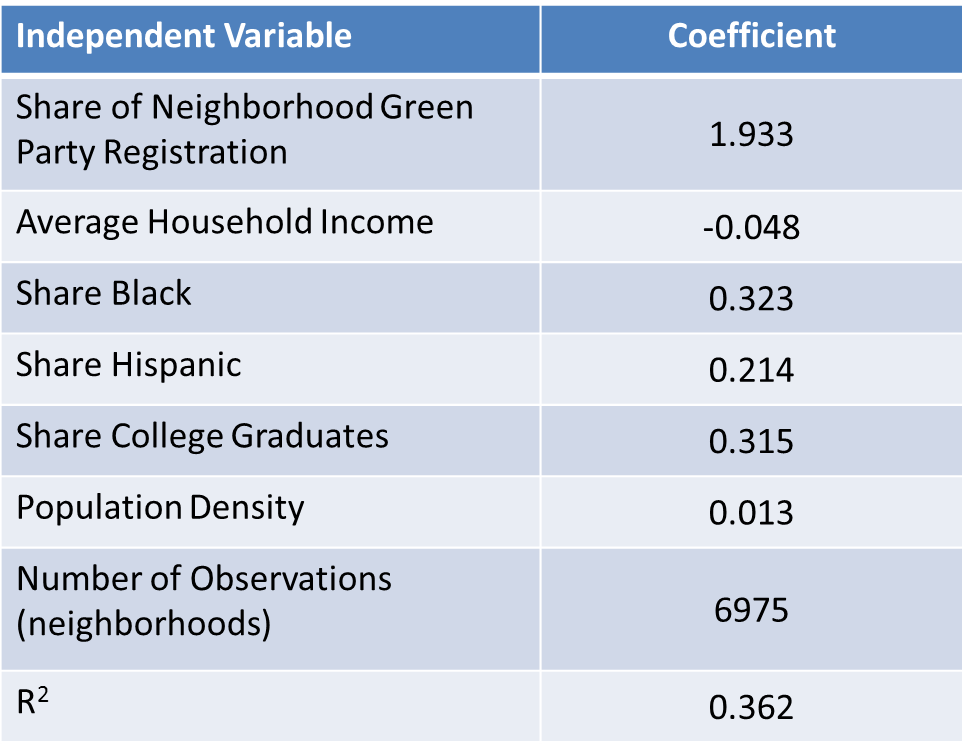 Independent Variable Coefficient
Share of Neighborhood Green
Party Registration 1.933
Average Household Income -0.048
Share Black 0.323
Share Hispanic 0.214
Share College Graduates 0.315
Population Density 0.013
Number of Observations
(neighborhoods) 6975
R² 0.362